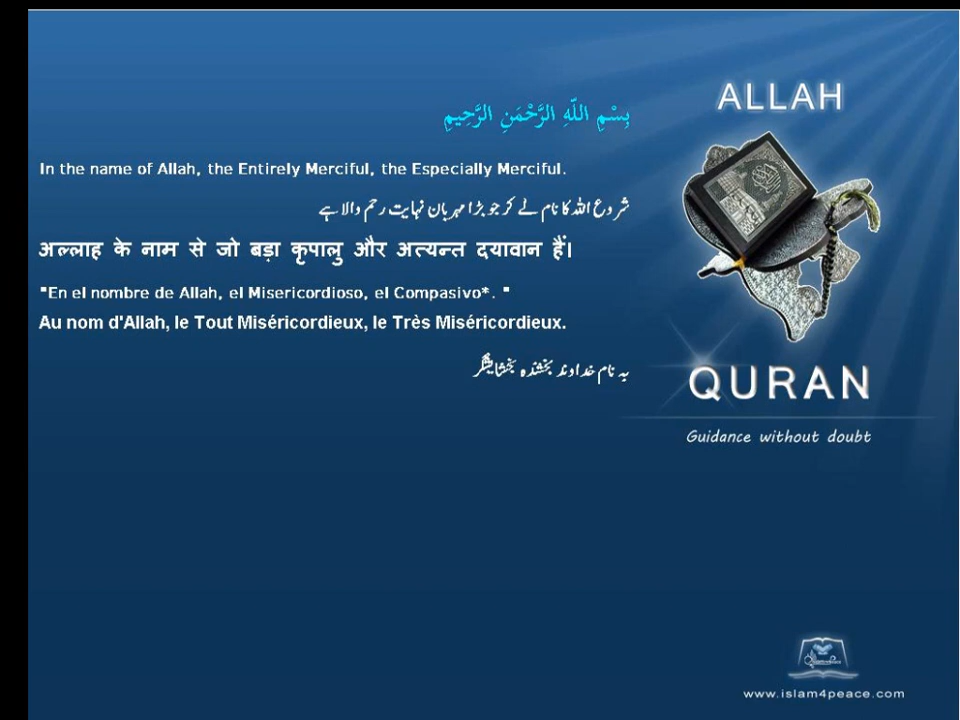 بِسْمِ اللّهِ الرَّحْمَنِ الرَّحِيمِ
In the name of Allah, the Entirely Merciful, the Especially Merciful.
شروع اللہ کا نام لے کر جو بڑا مہربان نہایت رحم والا ہے
अल्लाह के नाम से जो बड़ा कृपालु और अत्यन्त दयावान हैं।
"En el nombre de Allah, el Misericordioso, el Compasivo*. "
Au nom d'Allah, le Tout Miséricordieux, le Très Miséricordieux.
به نام خداوند بخشنده بخشایشگر
ALLAH
QURAN
Guidance without doubt
www.islam4peace.com